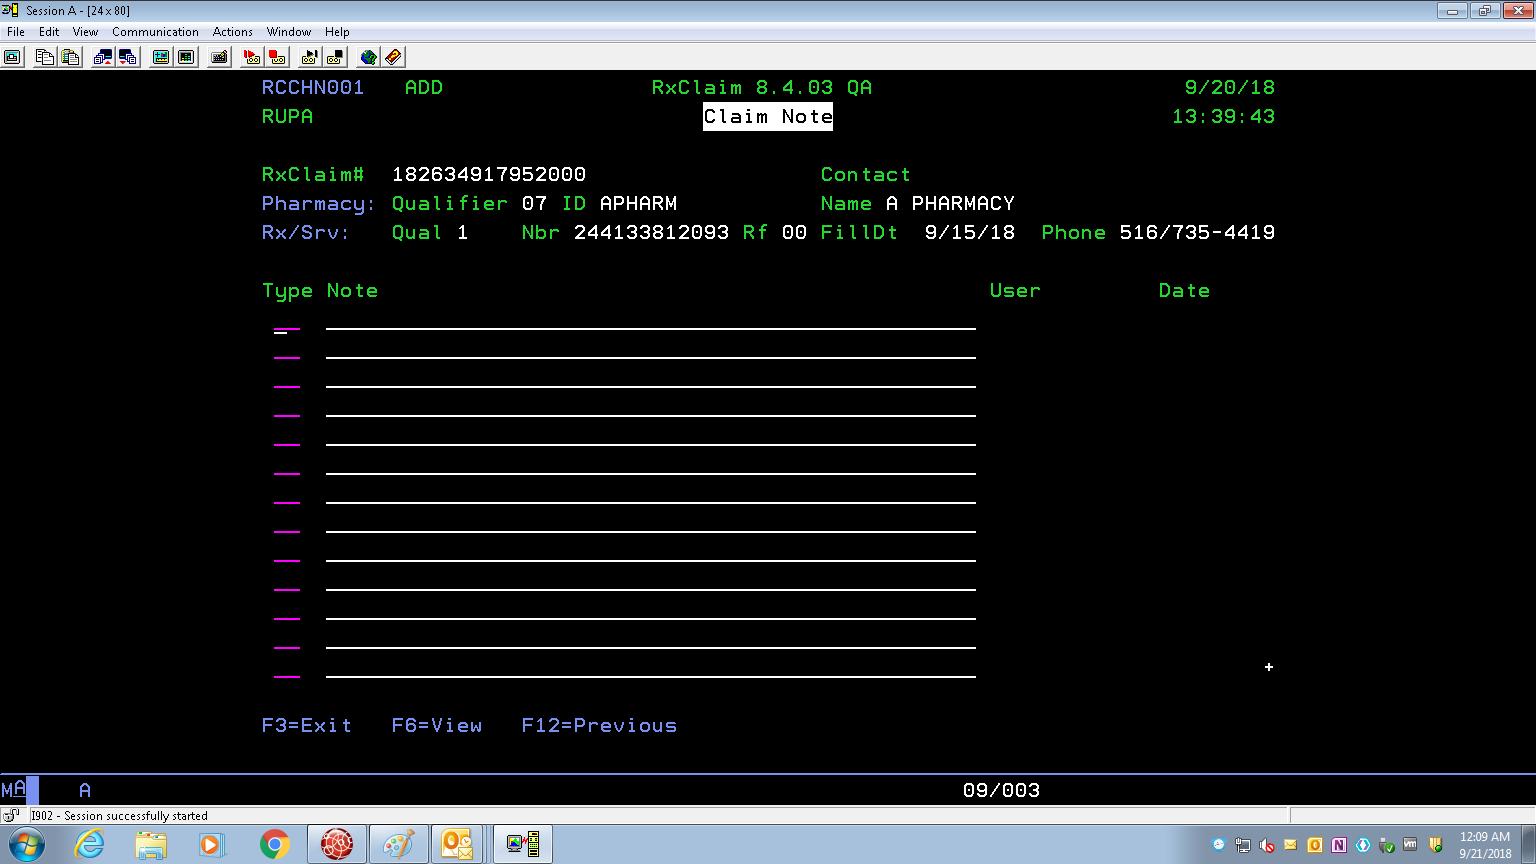 Session A - [24 x 80]
File Edit View Communication Actions Window Help
RCCHN001 ADD RxClaim 8.4.03 QA 9/20/18
RUPA Claim Note 13:39:43
RxClaim# 182634917952000 Contact
Pharmacy: Qualifier 07 ID APHARM Name A PHARMACY
Rx/Srv: Qual 1 Nbr 244133812093 Rf 00 FillDt 9/15/18 Phone 516/735-4419
Type Note User Date
+
F3=Exit F6=View F12=Previous
MA A 09/003
I902 - Session successfully started
12:09 AM
9/21/2018